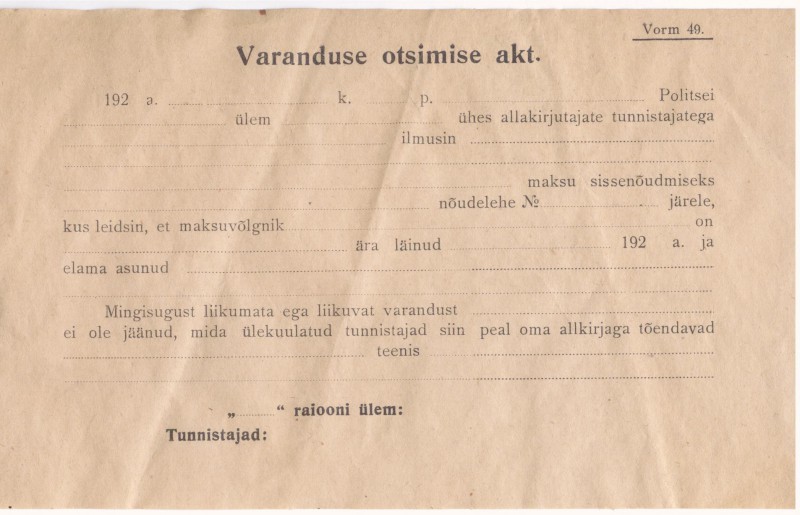 Vorm 49.
Varanduse otsimise akt.
192 a. k. p. Politsei
ülem ühes allakirjutajate tunnistajatega
ilmusin
maksu sissenõudmiseks
nõudelehe № järele,
kus leidsin, et maksuvõlgnik on
ära läinud 192 a. ja
elama asunud
Mingisugust liikumata ega liikuvat varandust
ei ole jäänud, mida ülekuulatud tunnistajad siin peal oma allkirjaga tõendavad
teenis
„ “ raiooni ülem:
Tunnistajad: